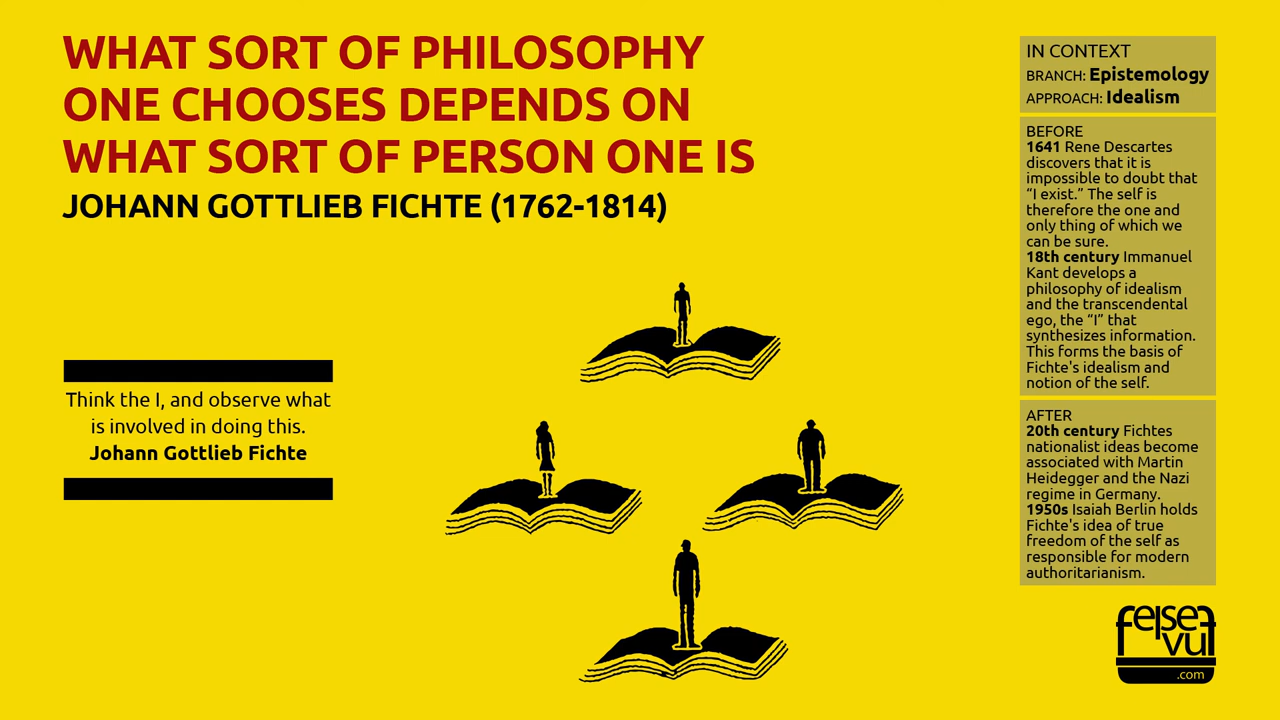 WHAT SORT OF PHILOSOPHY
ONE CHOOSES DEPENDS ON
WHAT SORT OF PERSON ONE IS
JOHANN GOTTLIEB FICHTE (1762-1814)
Think the I, and observe what
is involved in doing this.
Johann Gottlieb Fichte
IN CONTEXT
BRANCH: Epistemology
APPROACH: Idealism
BEFORE
1641 Rene Descartes
discovers that it is
impossible to doubt that
“I exist.” The self is
therefore the one and
only thing of which we
can be sure.
18th century Immanuel
Kant develops a
philosophy of idealism
and the transcendental
ego, the “I” that
synthesizes information.
This forms the basis of
Fichte's idealism and
notion of the self.
AFTER
20th century Fichtes
nationalist ideas become
associated with Martin
Heidegger and the Nazi
regime in Germany.
1950s Isaiah Berlin holds
Fichte's idea of true
freedom of the self as
responsible for modern
authoritarianism.
felsef
vul
.com